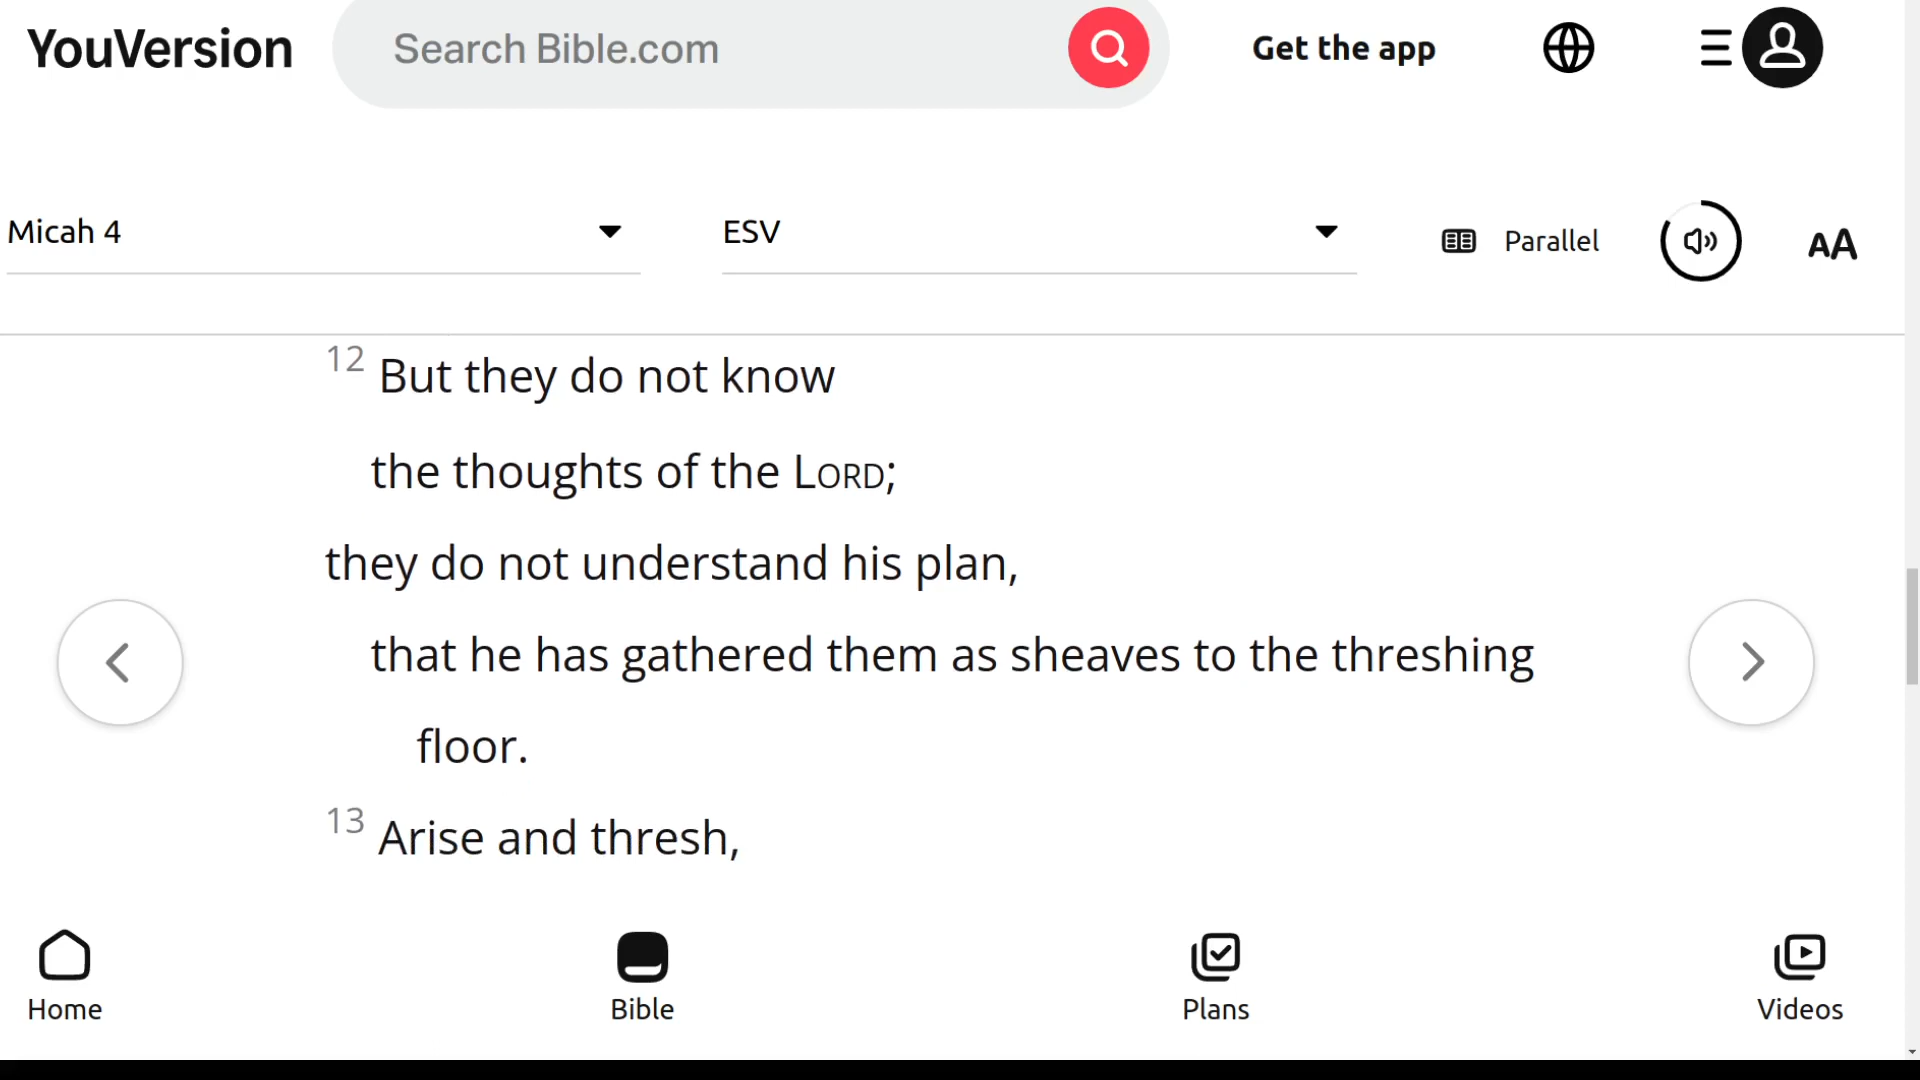 YouVersion
Search Bible.com
Get the app
Micah 4
ESV
Parallel
AA
12 But they do not know
the thoughts of the LORD;
they do not understand his plan,
that he has gathered them as sheaves to the threshing
floor.
13 Arise and thresh,
Home
Bible
Plans
Videos